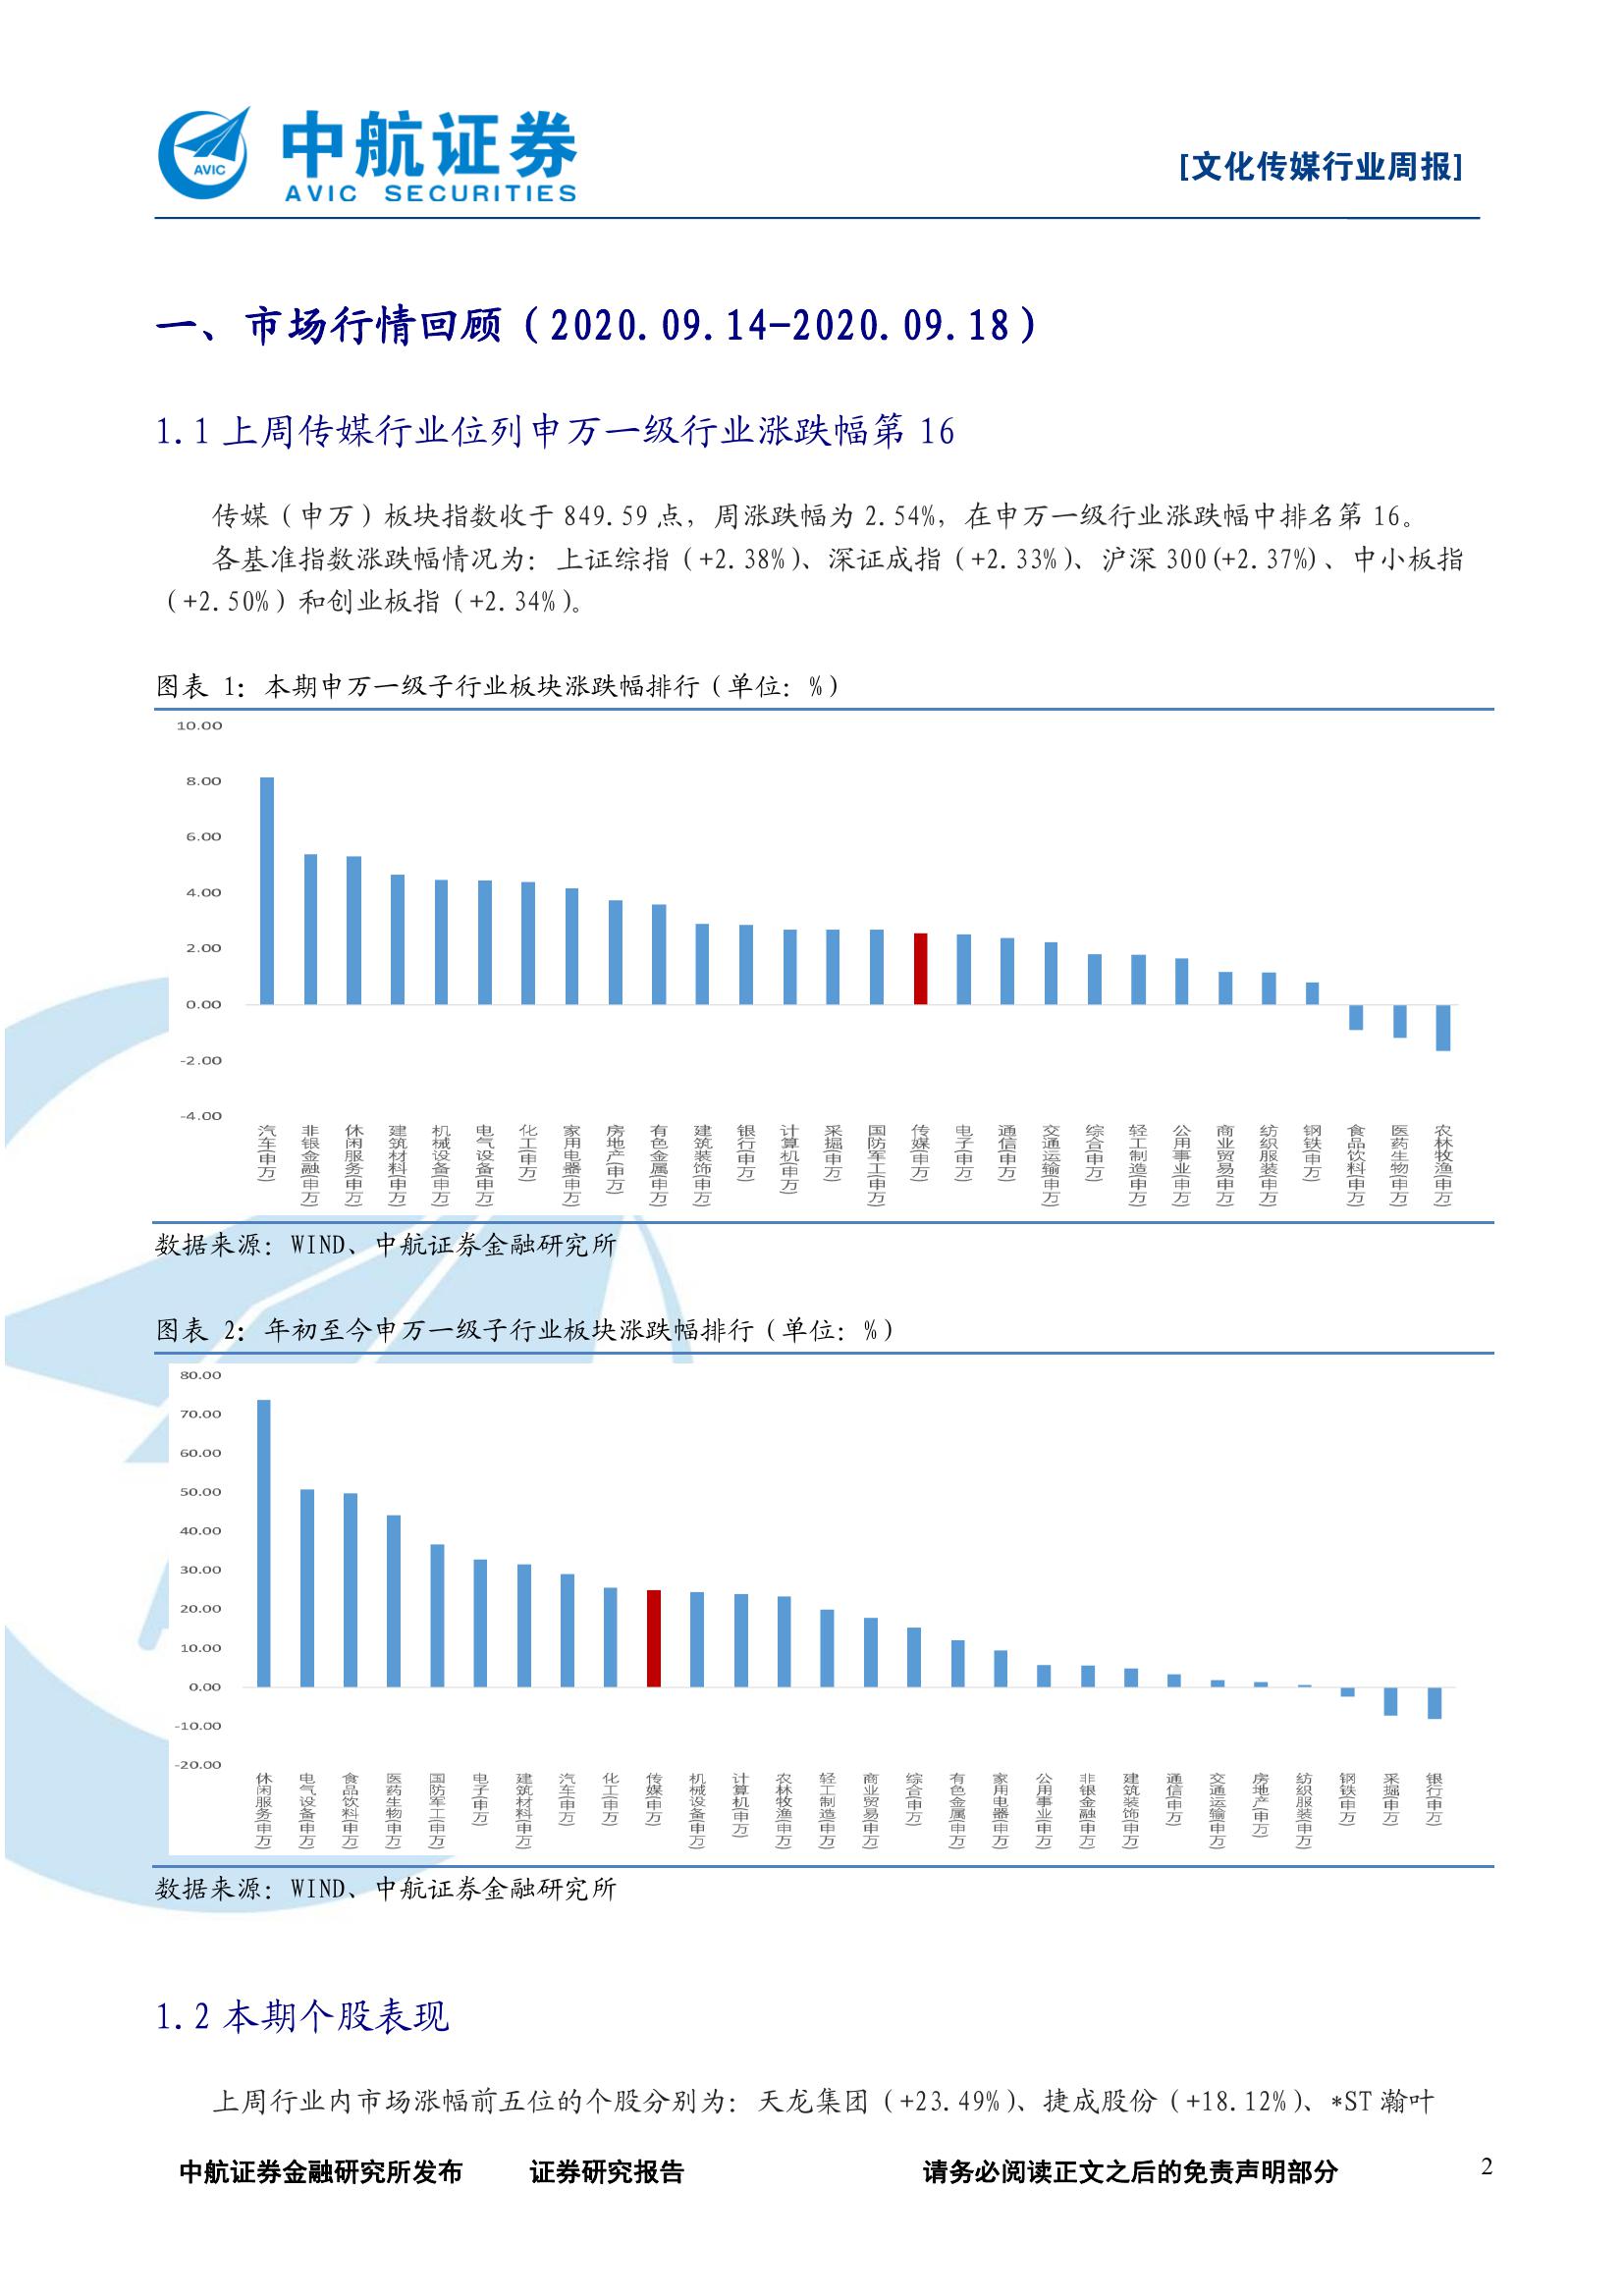 AVIC
中航证券
AVIC SECURITIES
[文化传媒行业周报]
一、市场行情回顾（2020.09.14-2020.09.18）
1.1 上周传媒行业位列申万一级行业涨跌幅第 16
传媒（申万）板块指数收于 849.59 点，周涨跌幅为 2.54%，在申万一级行业涨跌幅中排名第 16。
各基准指数涨跌幅情况为：上证综指（+2.38%）、深证成指（+2.33%）、沪深 300(+2.37%)、中小板指
（+2.50%）和创业板指（+2.34%）。
图表 1：本期申万一级子行业板块涨跌幅排行（单位：%）
10.00
8.00
6.00
4.00
2.00
0.00
-2.00
-4.00
汽车(申万)
非银金融(申万)
休闲服务(申万)
建筑材料(申万)
机械设备(申万)
电气设备(申万)
化工(申万)
家用电器(申万)
房地产(申万)
有色金属(申万)
建筑装饰(申万)
银行(申万)
计算机(申万)
采掘(申万)
国防军工(申万)
传媒(申万)
电子(申万)
通信(申万)
交通运输(申万)
综合(申万)
轻工制造(申万)
公用事业(申万)
商业贸易(申万)
纺织服装(申万)
钢铁(申万)
食品饮料(申万)
医药生物(申万)
农林牧渔(申万)
数据来源：WIND、中航证券金融研究所
图表 2：年初至今申万一级子行业板块涨跌幅排行（单位：%）
80.00
70.00
60.00
50.00
40.00
30.00
20.00
10.00
0.00
-10.00
-20.00
休闲服务(申万)
电气设备(申万)
食品饮料(申万)
医药生物(申万)
国防军工(申万)
电子(申万)
建筑材料(申万)
汽车(申万)
化工(申万)
传媒(申万)
机械设备(申万)
计算机(申万)
农林牧渔(申万)
轻工制造(申万)
商业贸易(申万)
综合(申万)
有色金属(申万)
家用电器(申万)
公用事业(申万)
非银金融(申万)
建筑装饰(申万)
通信(申万)
交通运输(申万)
房地产(申万)
纺织服装(申万)
钢铁(申万)
采掘(申万)
银行(申万)
数据来源：WIND、中航证券金融研究所
1.2 本期个股表现
上周行业内市场涨幅前五位的个股分别为：天龙集团（+23.49%）、捷成股份（+18.12%）、*ST 瀚叶
中航证券金融研究所发布 证券研究报告 请务必阅读正文之后的免责声明部分 2